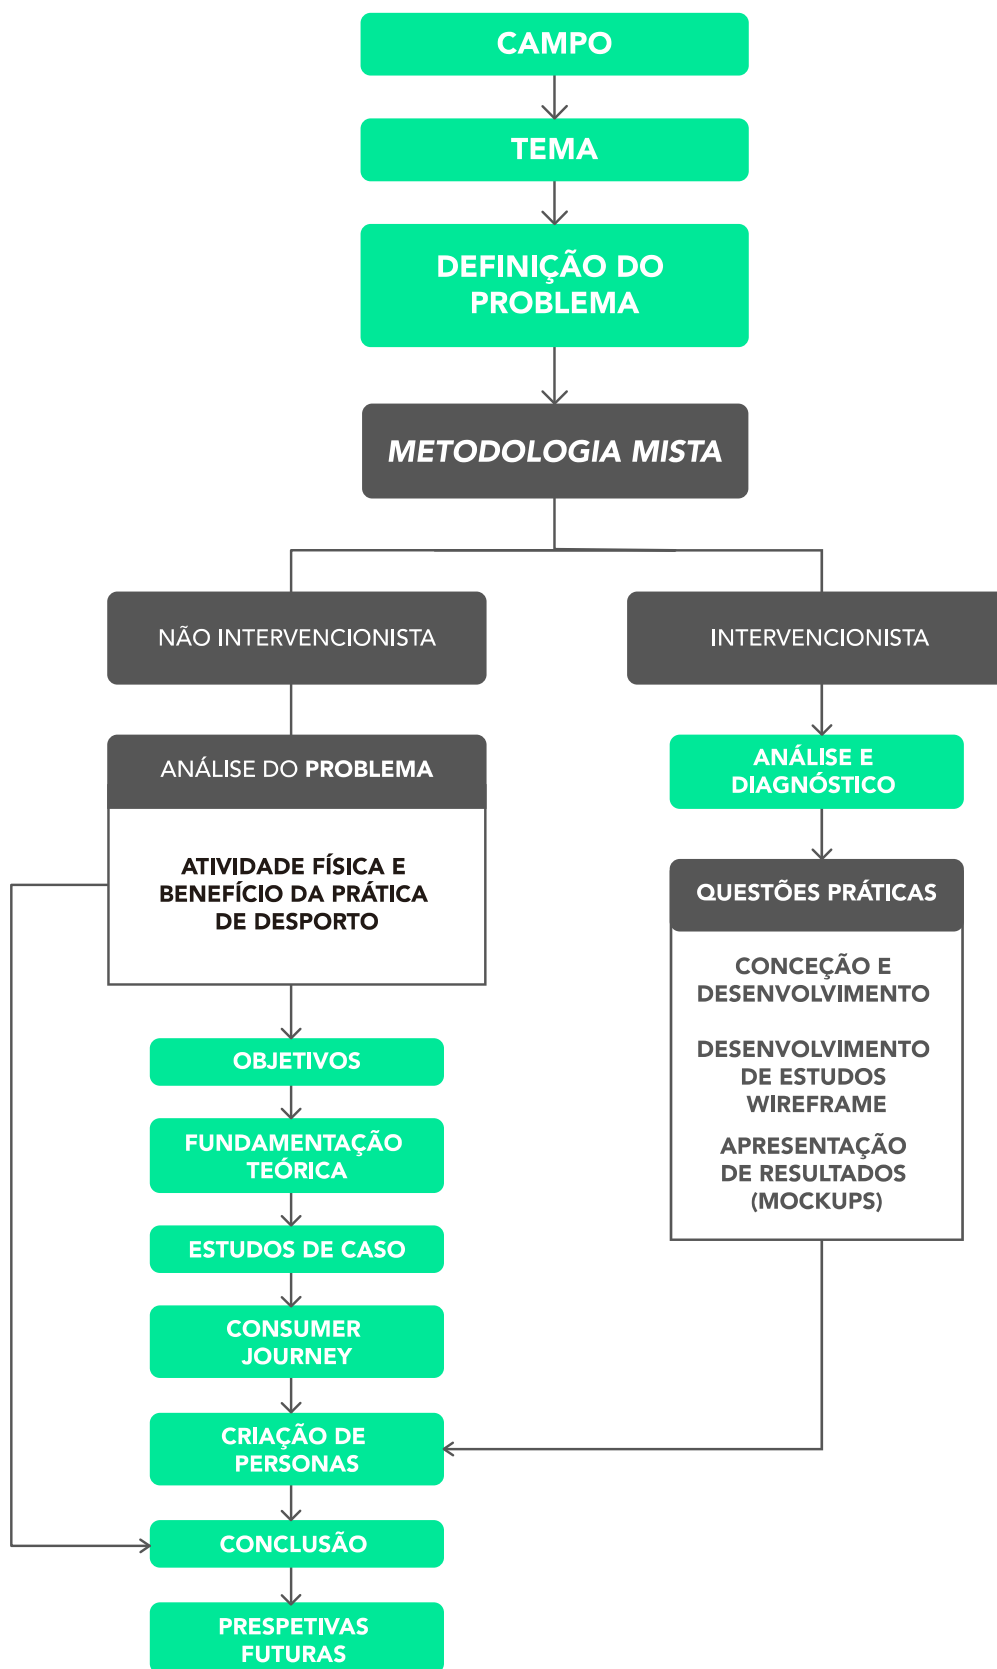 CAMPO
TEMA
DEFINIÇÃO DO
PROBLEMA
METODOLOGIA MISTA
NÃO INTERVENCIONISTA
INTERVENCIONISTA
ANÁLISE DO PROBLEMA
ATIVIDADE FÍSICA E
BENEFÍCIO DA PRÁTICA
DE DESPORTO
OBJETIVOS
FUNDAMENTAÇÃO
TEÓRICA
ESTUDOS DE CASO
CONSUMER
JOURNEY
CRIAÇÃO DE
PERSONAS
CONCLUSÃO
PRESPETIVAS
FUTURAS
ANÁLISE E
DIAGNÓSTICO
QUESTÕES PRÁTICAS
CONCEÇÃO E
DESENVOLVIMENTO
DESENVOLVIMENTO
DE ESTUDOS
WIREFRAME
APRESENTAÇÃO
DE RESULTADOS
(MOCKUPS)